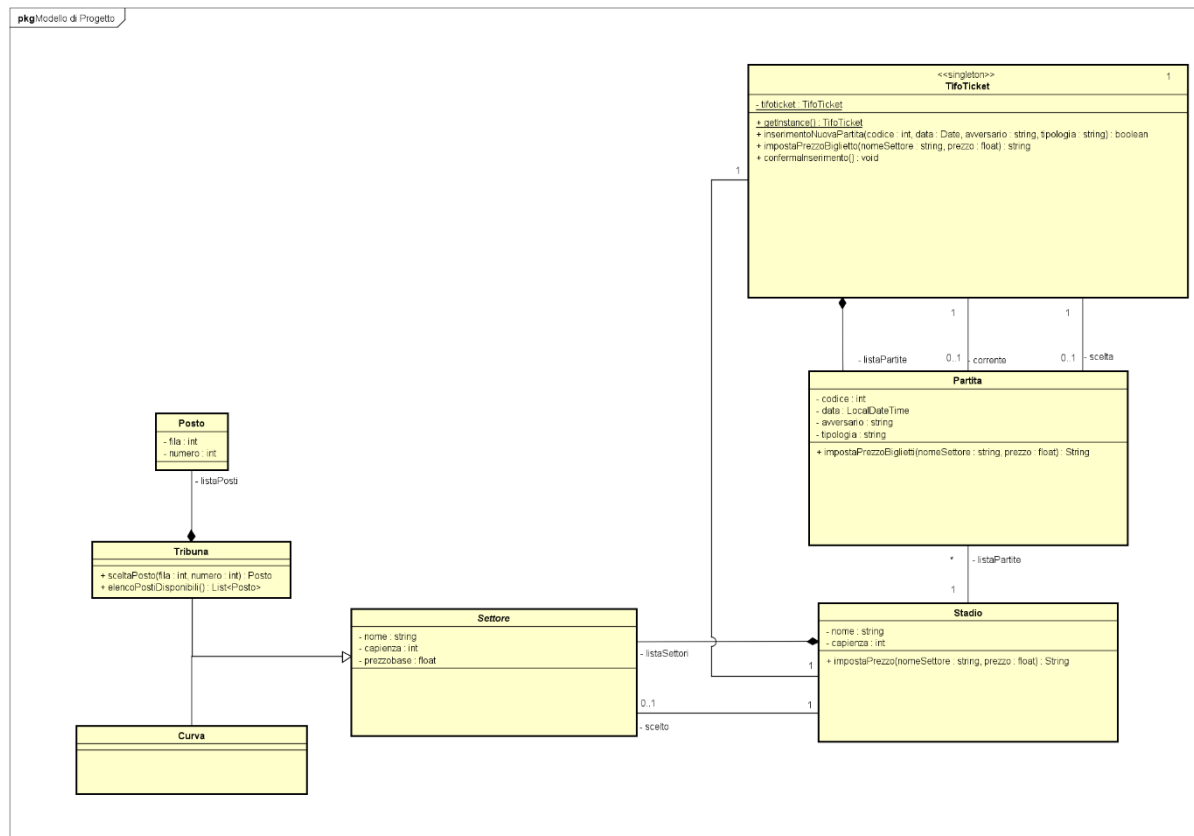 pkg Modello di Progetto
<<singleton>>
1
TifoTicket
- tifoticket : TifoTicket
+ getInstance() : TifoTicket
+ inserimentoNuovaPartita(codice : int, data : Date, avversario : string, tipologia : string) : boolean
+ impostaPrezzoBiglietto(nomeSettore : string, prezzo : float) : string
+ confermaInserimento() : void
1
1
1
- listaPartite
0..1
- corrente
0..1
- scelta
Partita
- codice : int
- data : LocalDateTime
- avversario : string
- tipologia : string
+ impostaPrezzoBiglietti(nomeSettore : string, prezzo : float) : String
Posto
- fila : int
- numero : int
- listaPosti
Tribuna
+ sceltaPosto(fila : int, numero : int) : Posto
+ elencoPostiDisponibili() : List<Posto>
* - listaPartite
1
Settore
- nome : string
- capienza : int
- prezzobase : float
Stadio
- nome : string
- capienza : int
+ impostaPrezzo(nomeSettore : string, prezzo : float) : String
- listaSettori
1
0..1
1
- scelto
Curva